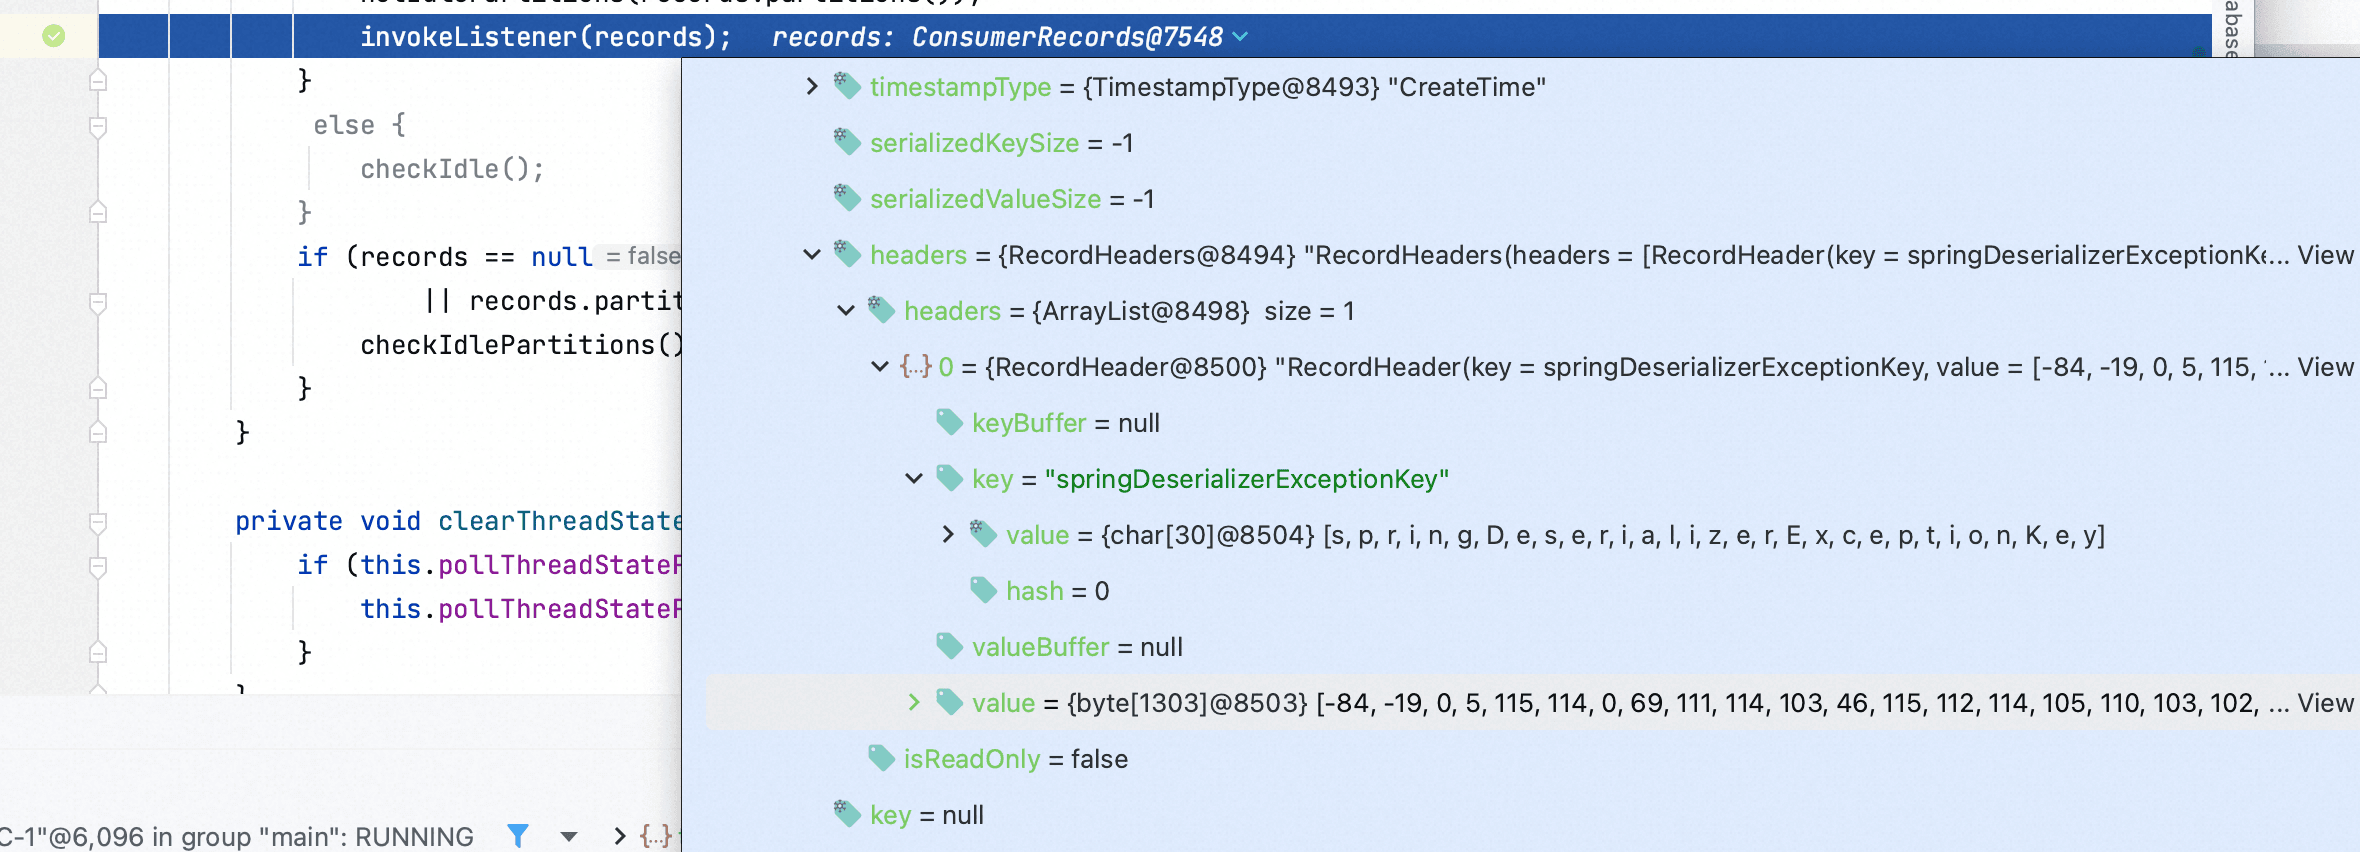 invokeListener(records);  records: ConsumerRecords@7548
}
else {
checkIdle();
}
if (records == null = false
|| records.partit
checkIdlePartitions()
}
}
private void clearThreadState
if (this.pollThreadState
this.pollThreadState
}
abase
timestampType = {TimestampType@8493} "CreateTime"
serializedKeySize = -1
serializedValueSize = -1
headers = {RecordHeaders@8494} "RecordHeaders(headers = [RecordHeader(key = springDeserializerExceptionKe... View
headers = {ArrayList@8498}  size = 1
{...} 0 = {RecordHeader@8500} "RecordHeader(key = springDeserializerExceptionKey, value = [-84, -19, 0, 5, 115, ... View
keyBuffer = null
key = "springDeserializerExceptionKey"
value = {char[30]@8504} [s, p, r, i, n, g, D, e, s, e, r, i, a, l, i, z, e, r, E, x, c, e, p, t, i, o, n, K, e, y]
hash = 0
valueBuffer = null
value = {byte[1303]@8503} [-84, -19, 0, 5, 115, 114, 0, 69, 111, 114, 103, 46, 115, 112, 114, 105, 110, 103, 102, ... View
isReadOnly = false
key = null
C-1"@6,096 in group "main": RUNNING
{...}